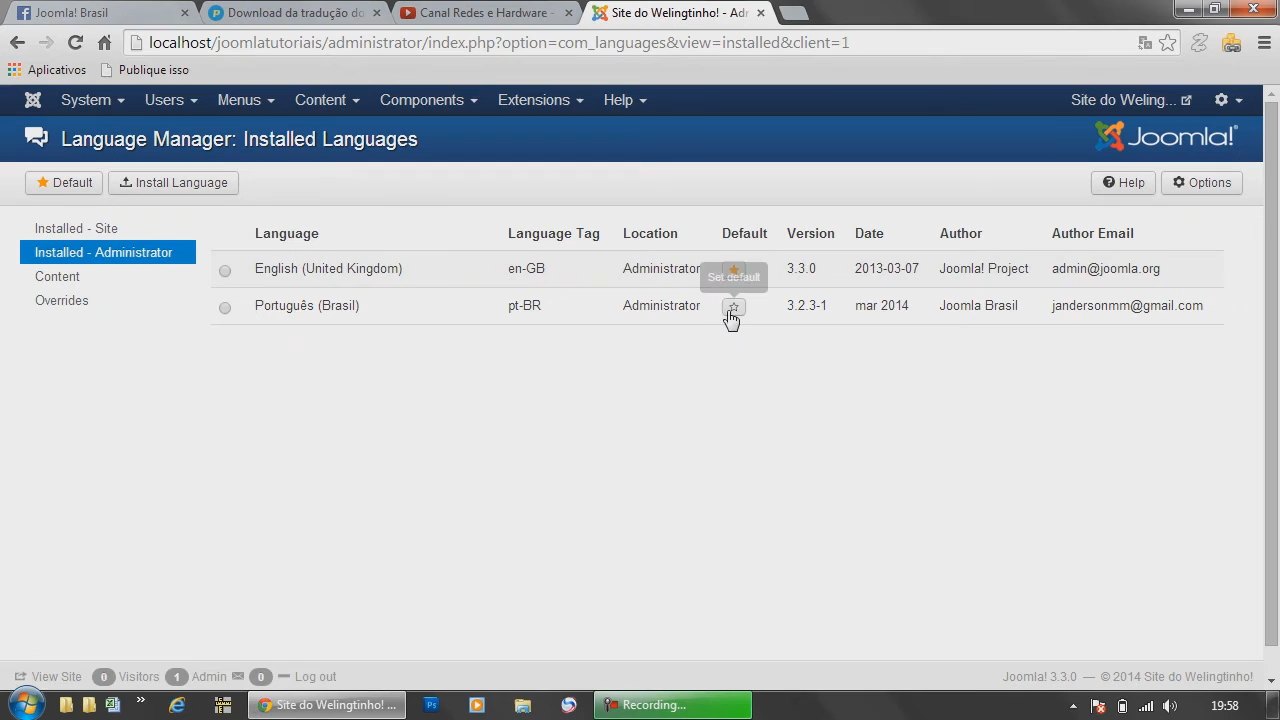 Joomla! Brasil
Download da tradução do
Canal Redes e Hardware -
Site do Welingtinho! - Adr
localhost/joomlatutoriais/administrator/index.php?option=com_languages&view=installed&client=1
Aplicativos
Publique isso
System
Users
Menus
Content
Components
Extensions
Help
Site do Weling...
Language Manager: Installed Languages
Joomla!
Default
Install Language
Help
Options
Installed - Site
Installed - Administrator
Content
Overrides
Language Language Tag Location Default Version Date Author Author Email
English (United Kingdom) en-GB Administrator 3.3.0 2013-03-07 Joomla! Project admin@joomla.org
Set default
Português (Brasil) pt-BR Administrator 3.2.3-1 mar 2014 Joomla Brasil jandersonmm@gmail.com
View Site 0 Visitors 1 Admin 0 Log out
Joomla! 3.3.0 — © 2014 Site do Welingtinho!
Site do Welingtinho! ...
Ps
Recording...
19:58